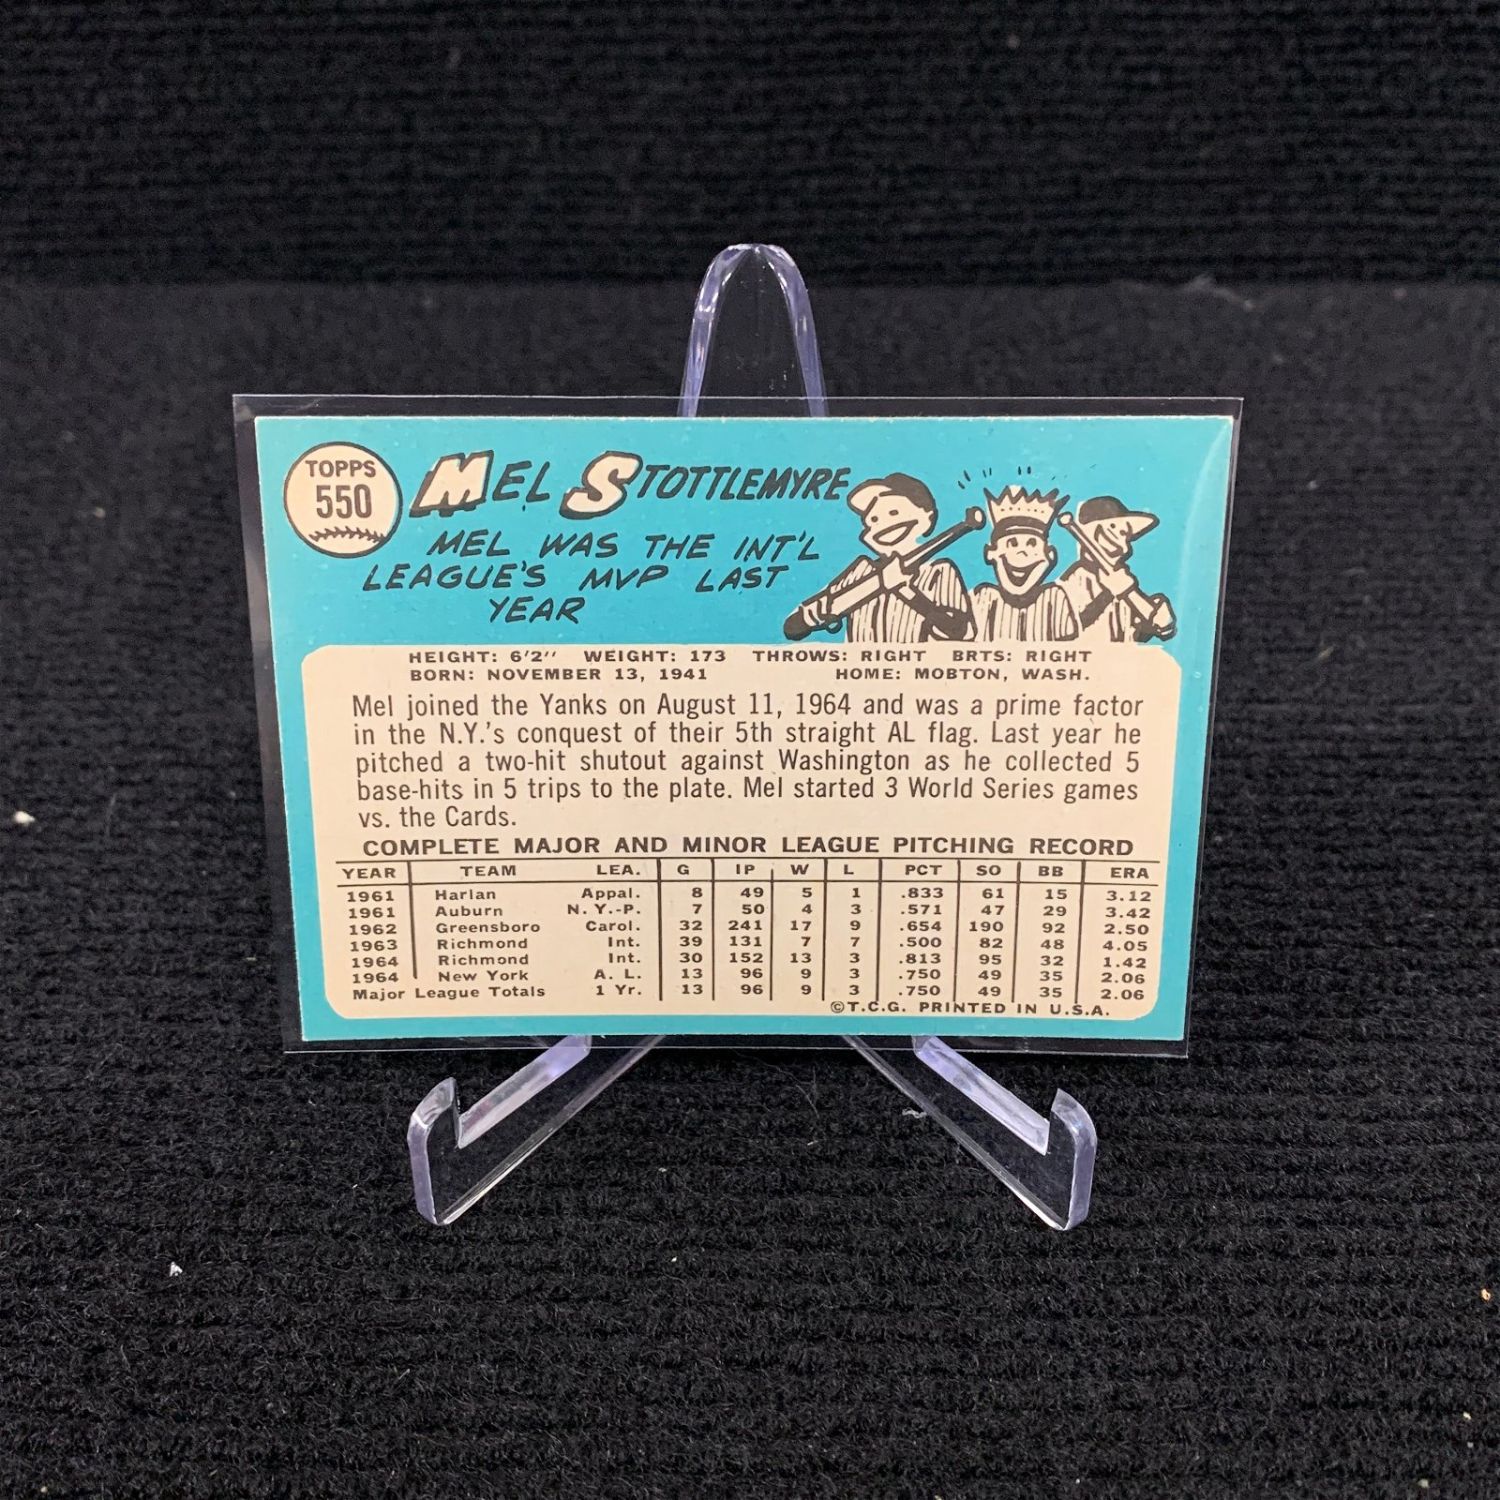 TOPPS
550
MEL STOTTLEMYRE
MEL WAS THE INT'L
LEAGUE'S MVP LAST
YEAR
HEIGHT: 6'2" WEIGHT: 173 THROWS: RIGHT BRTS: RIGHT
BORN: NOVEMBER 13, 1941 HOME: MOBTON, WASH.
Mel joined the Yanks on August 11, 1964 and was a prime factor
in the N.Y.'s conquest of their 5th straight AL flag. Last year he
pitched a two-hit shutout against Washington as he collected 5
base-hits in 5 trips to the plate. Mel started 3 World Series games
vs. the Cards.
COMPLETE MAJOR AND MINOR LEAGUE PITCHING RECORD
YEAR TEAM LEA. G IP W L PCT SO BB ERA
1961 Harlan Appal. 8 49 5 1 .833 61 15 3.12
1961 Auburn N.Y.-P. 7 50 4 3 .571 47 29 3.42
1962 Greensboro Carol. 32 241 17 9 .654 190 92 2.50
1963 Richmond Int. 39 131 7 7 .500 82 48 4.05
1964 Richmond Int. 30 152 13 3 .813 95 32 1.42
1964 New York A. L. 13 96 9 3 .750 49 35 2.06
Major League Totals 1 Yr. 13 96 9 3 .750 49 35 2.06
©T.C.G. PRINTED IN U.S.A.